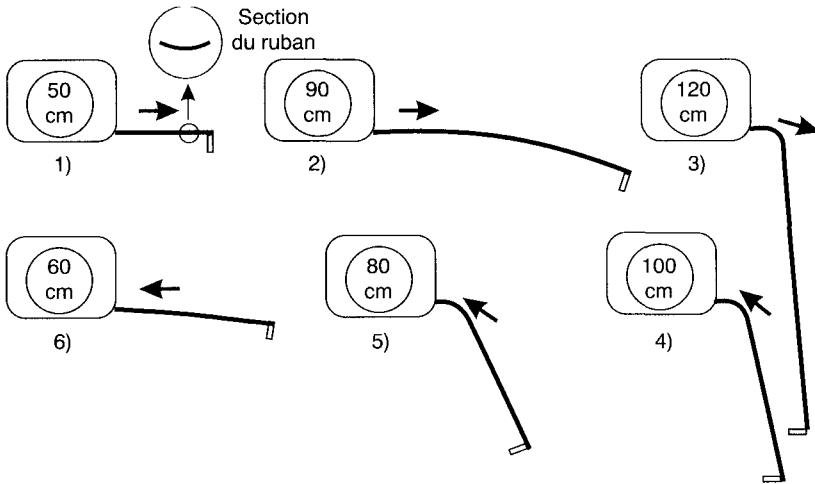 Section
du ruban
50
cm
1)
90
cm
2)
120
cm
3)
60
cm
6)
80
cm
5)
100
cm
4)